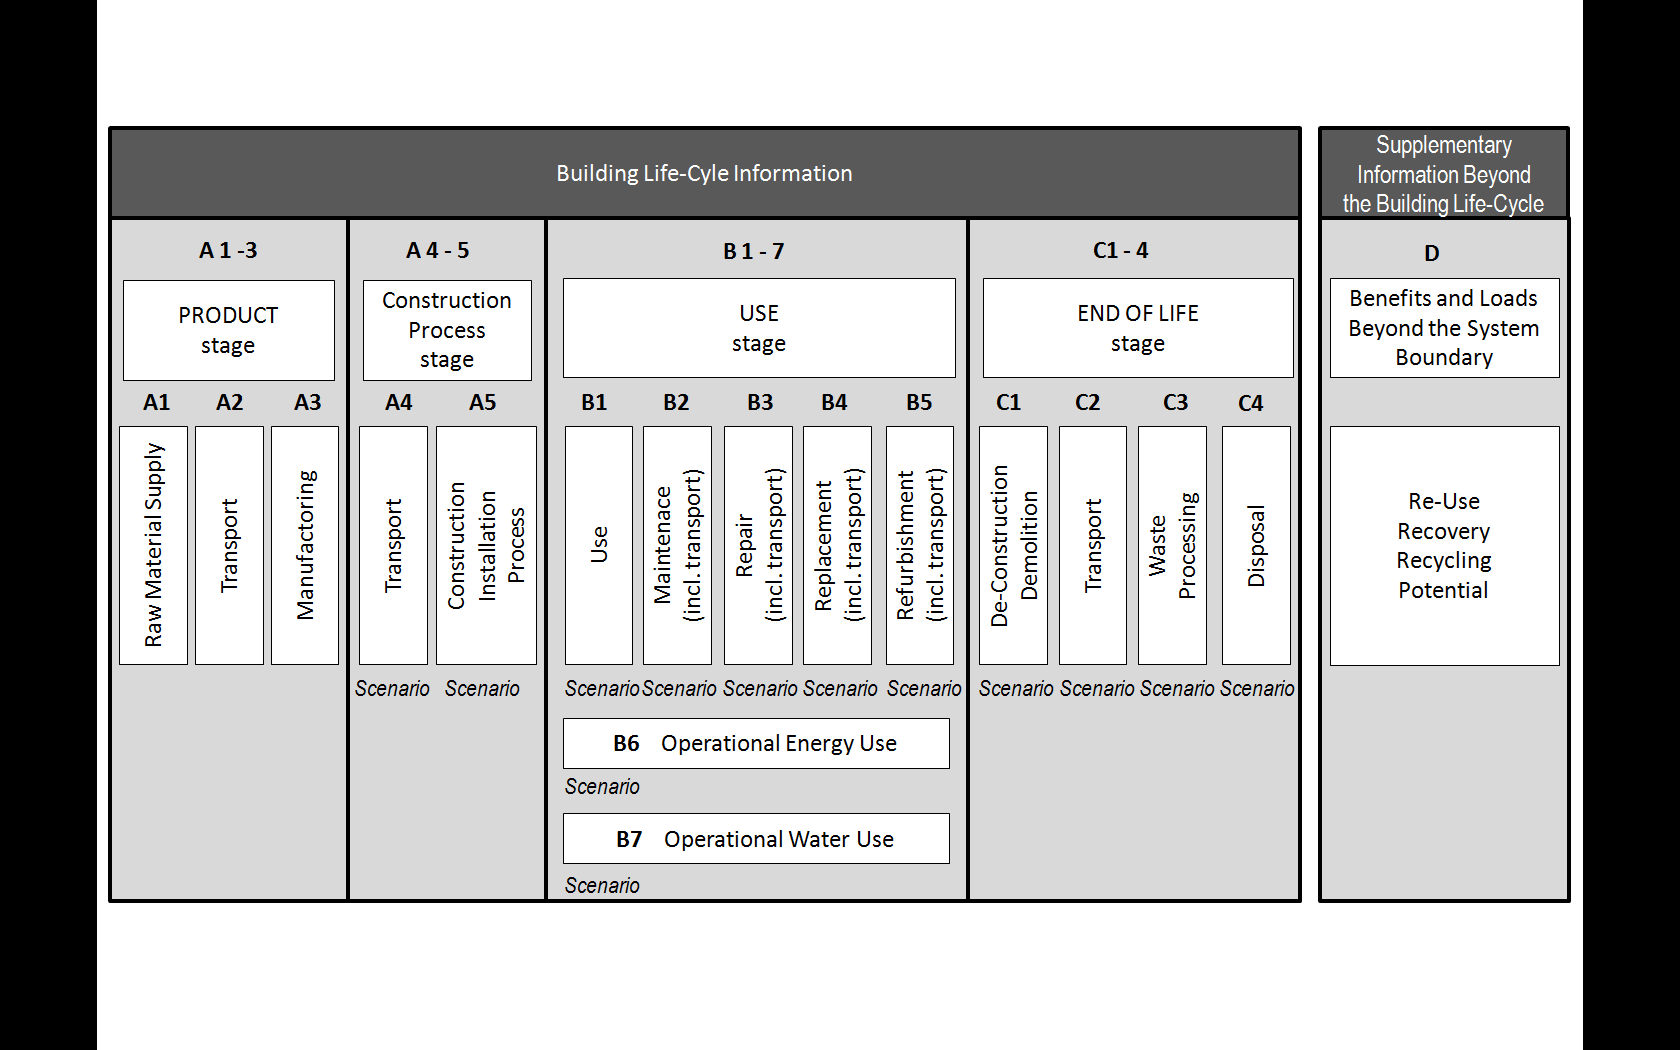 Building Life-Cyle Information
Supplementary
Information Beyond
the Building Life-Cycle
A 1 -3
A 4 - 5
B 1 - 7
C1 - 4
D
PRODUCT
stage
Construction
Process
stage
USE
stage
END OF LIFE
stage
Benefits and Loads
Beyond the System
Boundary
A1
A2
A3
A4
A5
B1
B2
B3
B4
B5
C1
C2
C3
C4
Raw Material Supply
Transport
Manufactoring
Transport
Construction
Installation
Process
Use
Maintenace
(incl. transport)
Repair
(incl. transport)
Replacement
(incl. transport)
Refurbishment
(incl. transport)
De-Construction
Demolition
Transport
Waste
Processing
Disposal
Re-Use
Recovery
Recycling
Potential
Scenario
Scenario
Scenario
Scenario
Scenario
Scenario
Scenario
Scenario
Scenario
Scenario
Scenario
B6 Operational Energy Use
Scenario
B7 Operational Water Use
Scenario